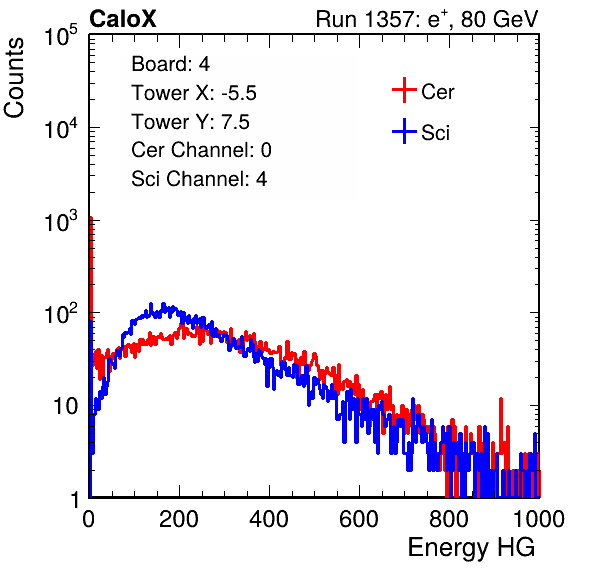 CaloX Run 1357: e⁺, 80 GeV
Board: 4
Tower X: -5.5
Tower Y: 7.5
Cer Channel: 0
Sci Channel: 4
Cer
Sci
Counts
10⁵
10⁴
10³
10²
10
1
0 200 400 600 800 1000
Energy HG